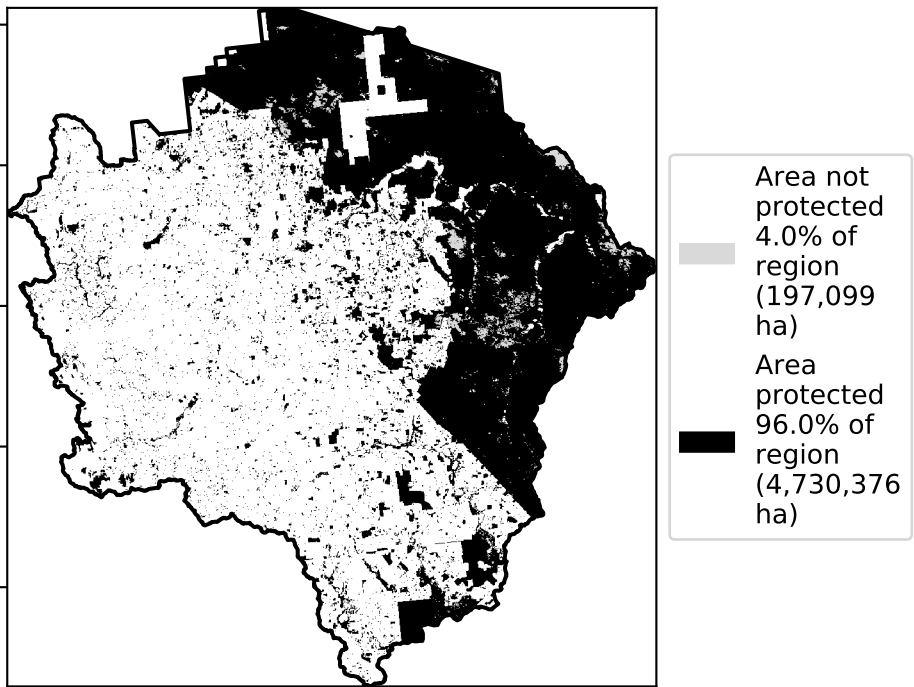 Area not
protected
4.0% of
region
(197,099
ha)
Area
protected
96.0% of
region
(4,730,376
ha)